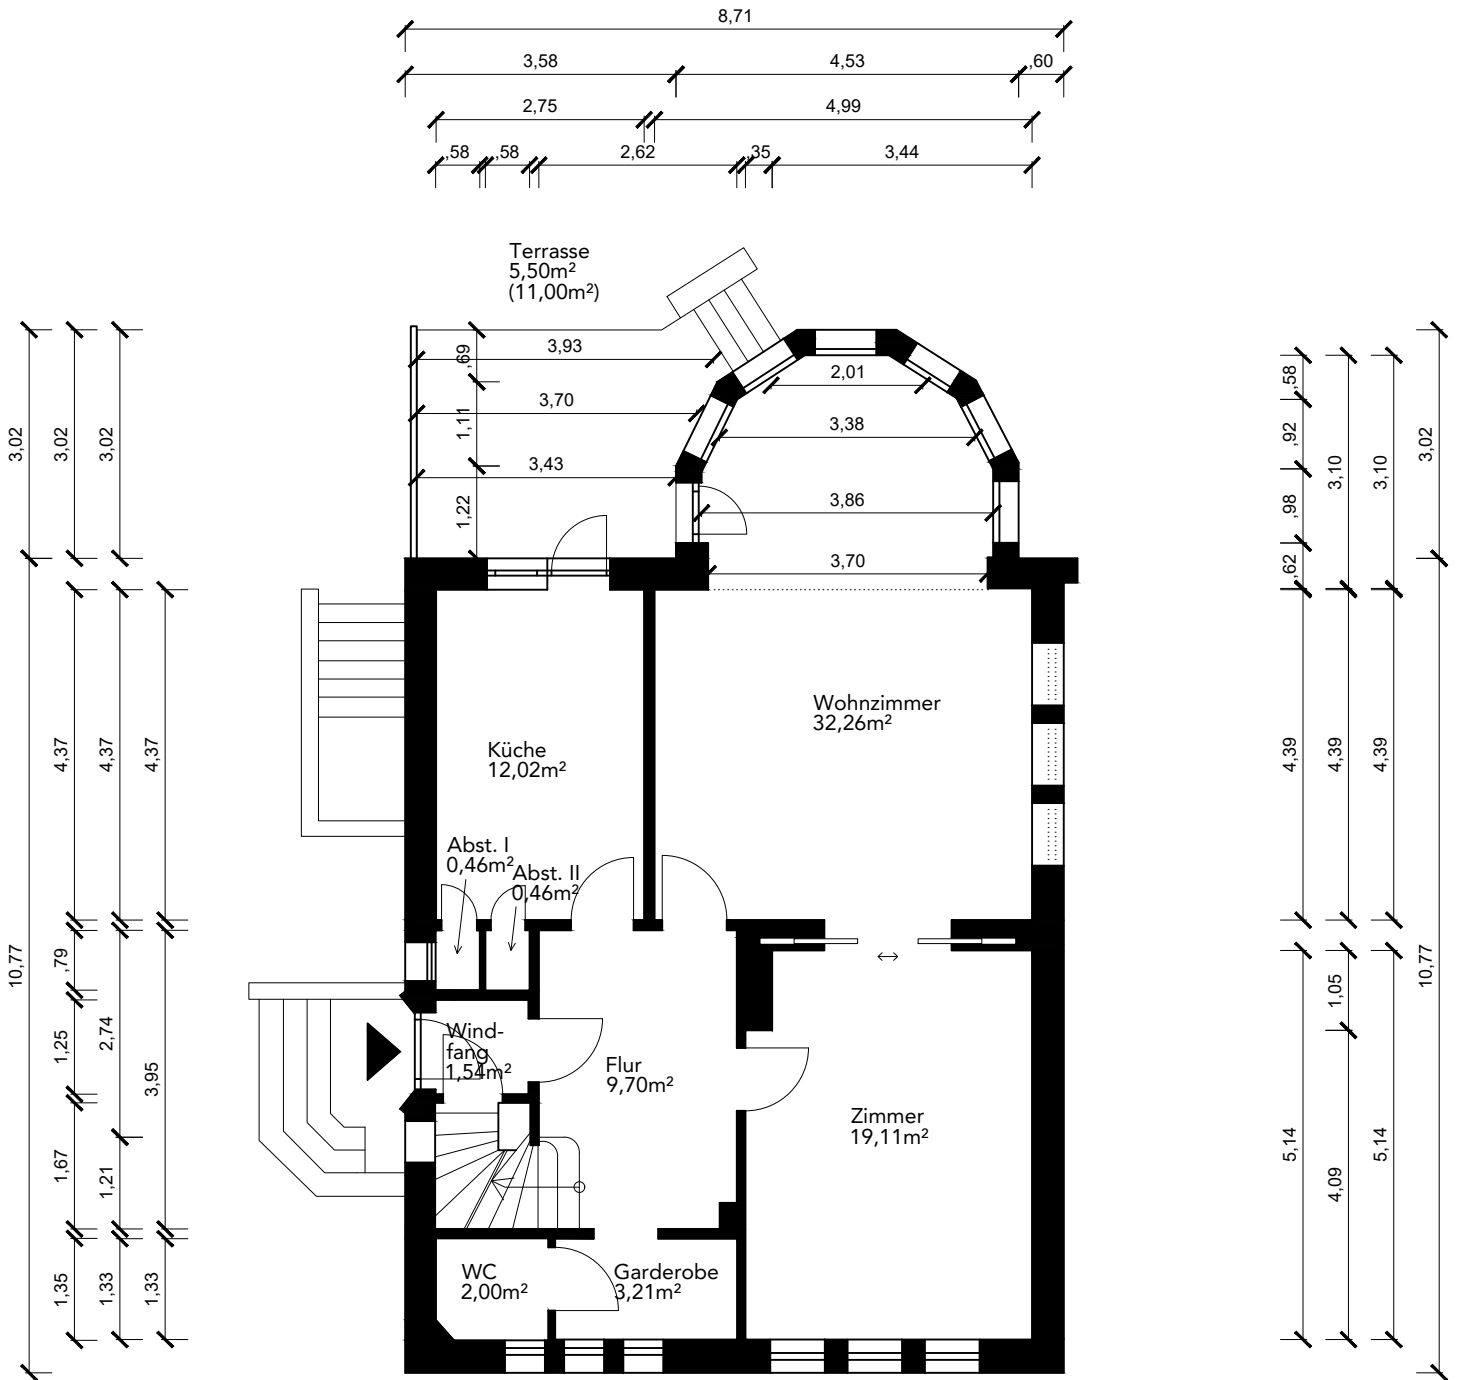 8,71
3,58 4,53 ,60
2,75 4,99
,58 ,58 2,62 ,35 3,44
Terrasse
5,50m²
(11,00m²)
3,93
,69
2,01
3,70
1,11
3,38
3,43
1,22
3,86
3,70
3,02
3,02
3,02
,58
,92
,98
,62
3,10
3,10
3,02
Wohnzimmer
32,26m²
Küche
12,02m²
4,37
4,37
4,37
4,39
4,39
4,39
Abst. I
0,46m²
Abst. II
0,46m²
10,77
10,77
,79
1,25
2,74
3,95
1,67
1,21
1,05
5,14
4,09
5,14
Wind-
fang
1,54m²
Flur
9,70m²
Zimmer
19,11m²
WC
2,00m²
Garderobe
3,21m²
1,35
1,33
1,33